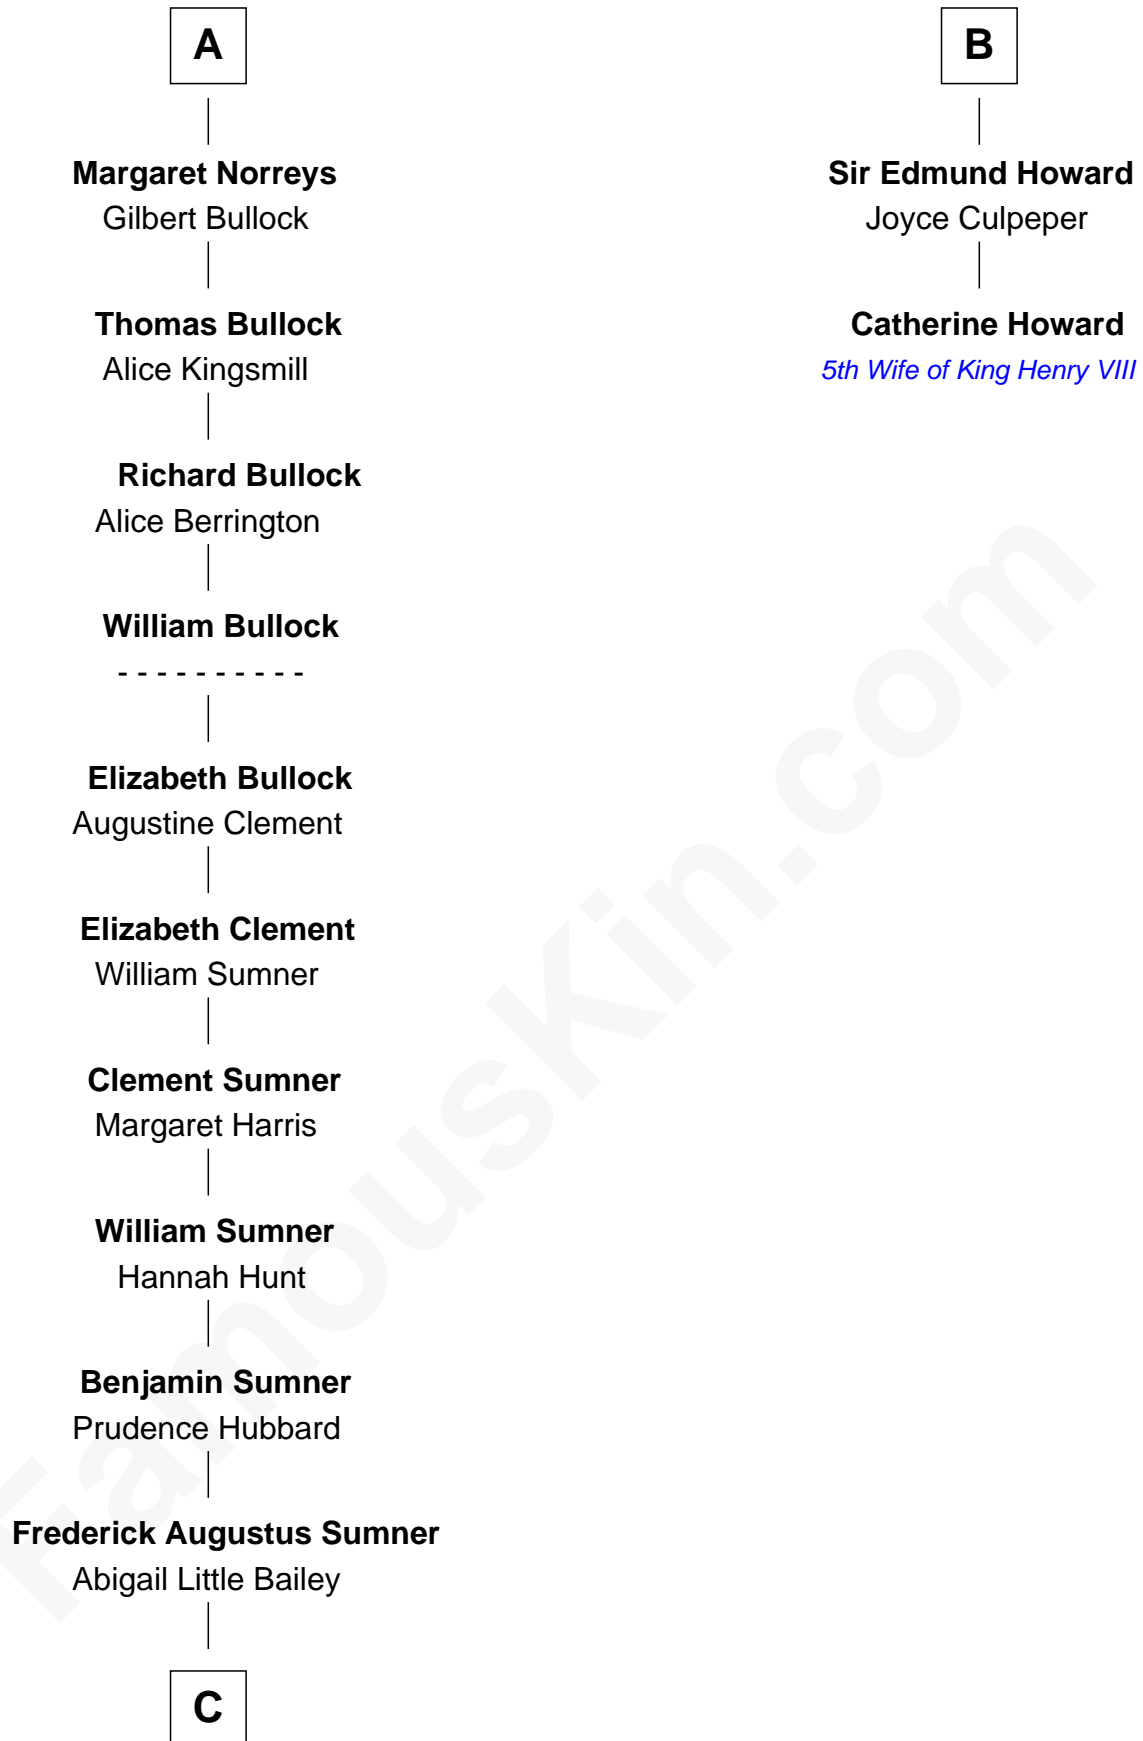 A
Margaret Norreys
Gilbert Bullock
Thomas Bullock
Alice Kingsmill
Richard Bullock
Alice Berrington
William Bullock
- - - - - - - - - -
Elizabeth Bullock
Augustine Clement
Elizabeth Clement
William Sumner
Clement Sumner
Margaret Harris
William Sumner
Hannah Hunt
Benjamin Sumner
Prudence Hubbard
Frederick Augustus Sumner
Abigail Little Bailey
C
B
Sir Edmund Howard
Joyce Culpeper
Catherine Howard
5th Wife of King Henry VIII
FamousKin.com